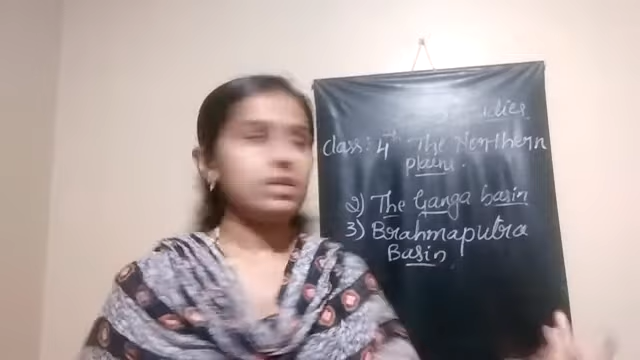 Class: 4th The Northern
plains.
2) The Ganga basin
3) Brahmaputra
Basin